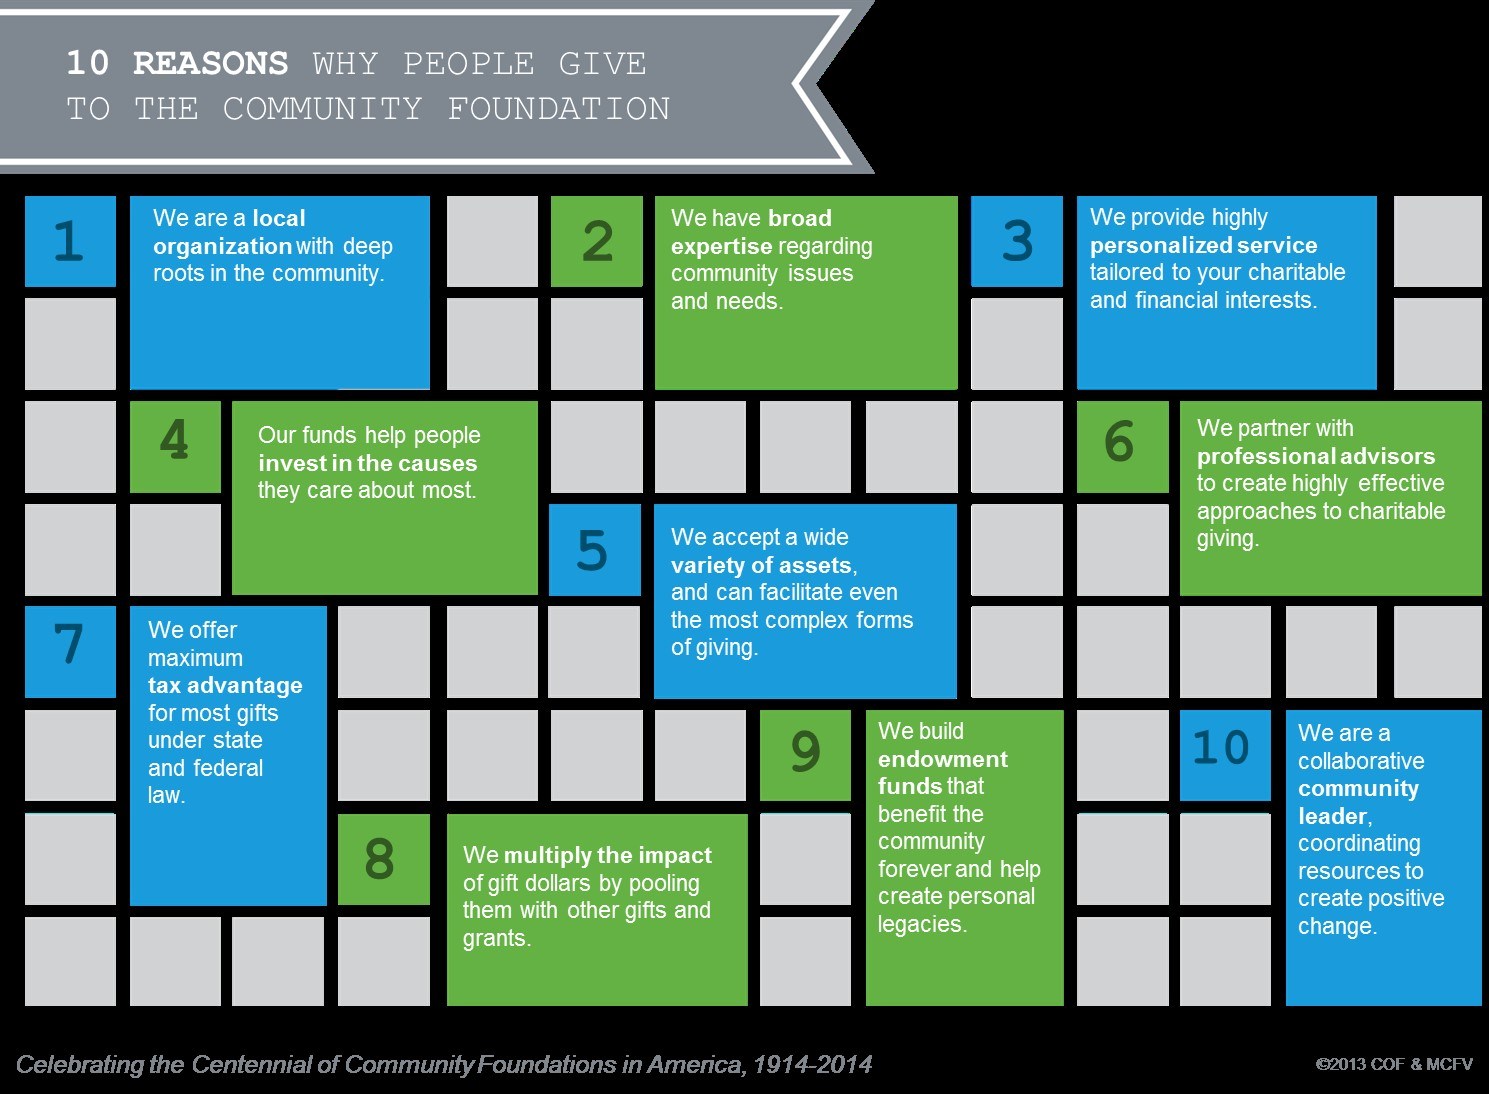 10 REASONS WHY PEOPLE GIVE
TO THE COMMUNITY FOUNDATION
1
We are a local
organization with deep
roots in the community.
2
We have broad
expertise regarding
community issues
and needs.
3
We provide highly
personalized service
tailored to your charitable
and financial interests.
4
Our funds help people
invest in the causes
they care about most.
5
We accept a wide
variety of assets,
and can facilitate even
the most complex forms
of giving.
6
We partner with
professional advisors
to create highly effective
approaches to charitable
giving.
7
We offer
maximum
tax advantage
for most gifts
under state
and federal
law.
8
We multiply the impact
of gift dollars by pooling
them with other gifts and
grants.
9
We build
endowment
funds that
benefit the
community
forever and help
create personal
legacies.
10
We are a
collaborative
community
leader,
coordinating
resources to
create positive
change.
Celebrating the Centennial of Community Foundations in America, 1914-2014
©2013 COF & MCFV